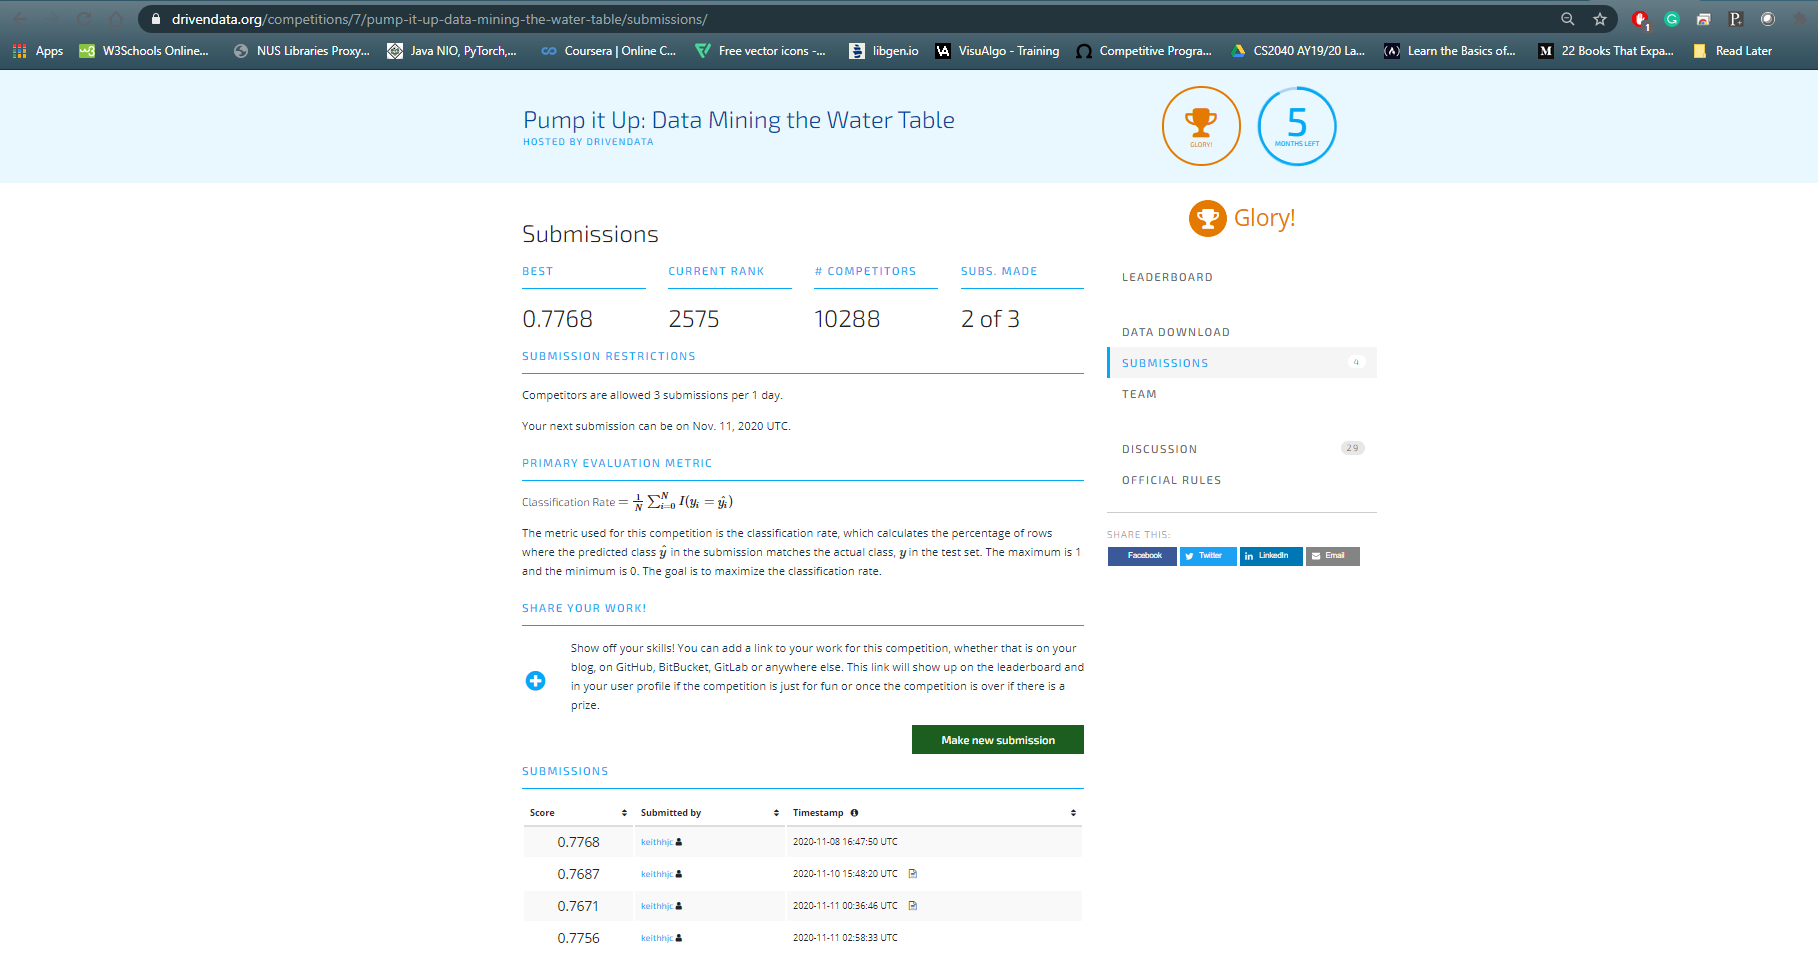 drivendata.org/competitions/7/pump-it-up-data-mining-the-water-table/submissions/
1
Apps W3Schools Online... NUS Libraries Proxy... Java NIO, PyTorch,... Coursera | Online C... Free vector icons -... libgen.io VisuAlgo - Training Competitive Progra... CS2040 AY19/20 La... Learn the Basics of... 22 Books That Expa... Read Later
Pump it Up: Data Mining the Water Table
HOSTED BY DRIVENDATA
GLORY!
5
MONTHS LEFT
Glory!
Submissions
BEST CURRENT RANK # COMPETITORS SUBS. MADE
0.7768 2575 10288 2 of 3
SUBMISSION RESTRICTIONS
Competitors are allowed 3 submissions per 1 day.
Your next submission can be on Nov. 11, 2020 UTC.
PRIMARY EVALUATION METRIC
Classification Rate = 1/N ∑_{i=0}^{N} I(y_i = ŷ_i)
The metric used for this competition is the classification rate, which calculates the percentage of rows
where the predicted class ŷ in the submission matches the actual class, y in the test set. The maximum is 1
and the minimum is 0. The goal is to maximize the classification rate.
SHARE YOUR WORK!
Show off your skills! You can add a link to your work for this competition, whether that is on your
blog, on GitHub, BitBucket, GitLab or anywhere else. This link will show up on the leaderboard and
in your user profile if the competition is just for fun or once the competition is over if there is a
prize.
Make new submission
SUBMISSIONS
Score Submitted by Timestamp
0.7768 keithhjc 2020-11-08 16:47:50 UTC
0.7687 keithhjc 2020-11-10 15:48:20 UTC
0.7671 keithhjc 2020-11-11 00:36:46 UTC
0.7756 keithhjc 2020-11-11 02:58:33 UTC
LEADERBOARD
DATA DOWNLOAD
SUBMISSIONS 4
TEAM
DISCUSSION 29
OFFICIAL RULES
SHARE THIS:
Facebook Twitter LinkedIn Email